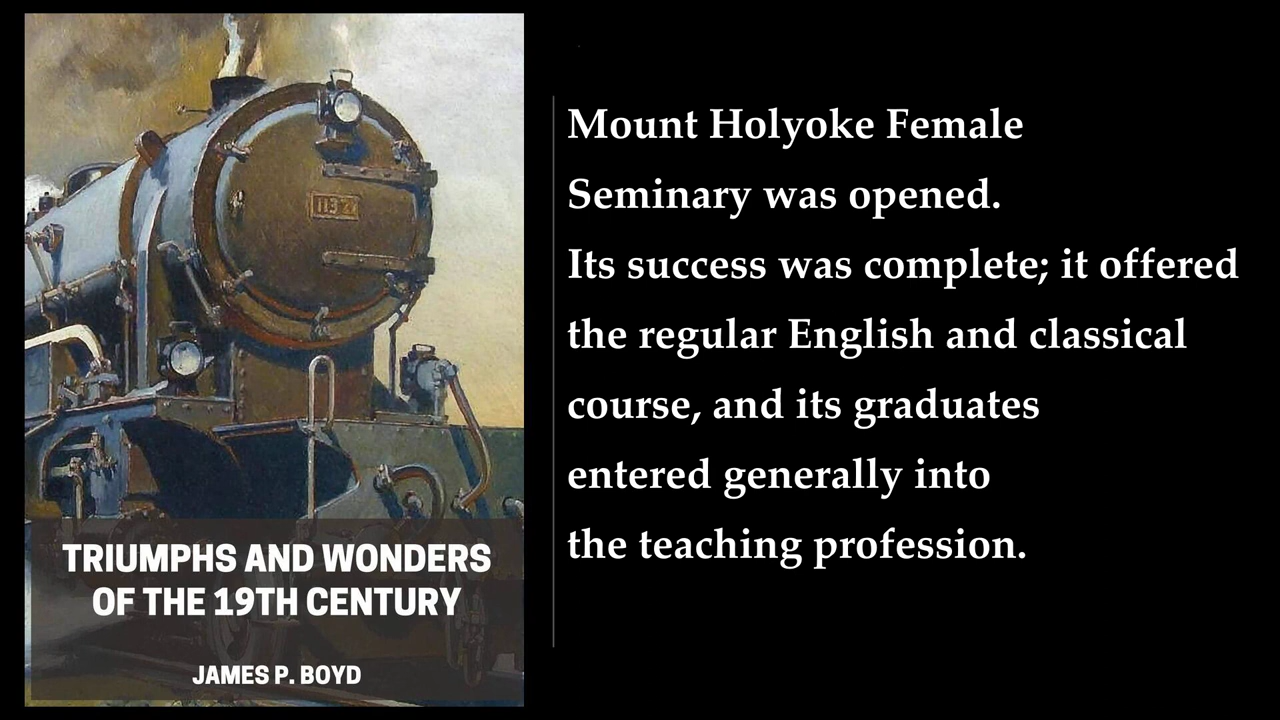 TRIUMPHS AND WONDERS
OF THE 19TH CENTURY
JAMES P. BOYD
Mount Holyoke Female
Seminary was opened.
Its success was complete; it offered
the regular English and classical
course, and its graduates
entered generally into
the teaching profession.